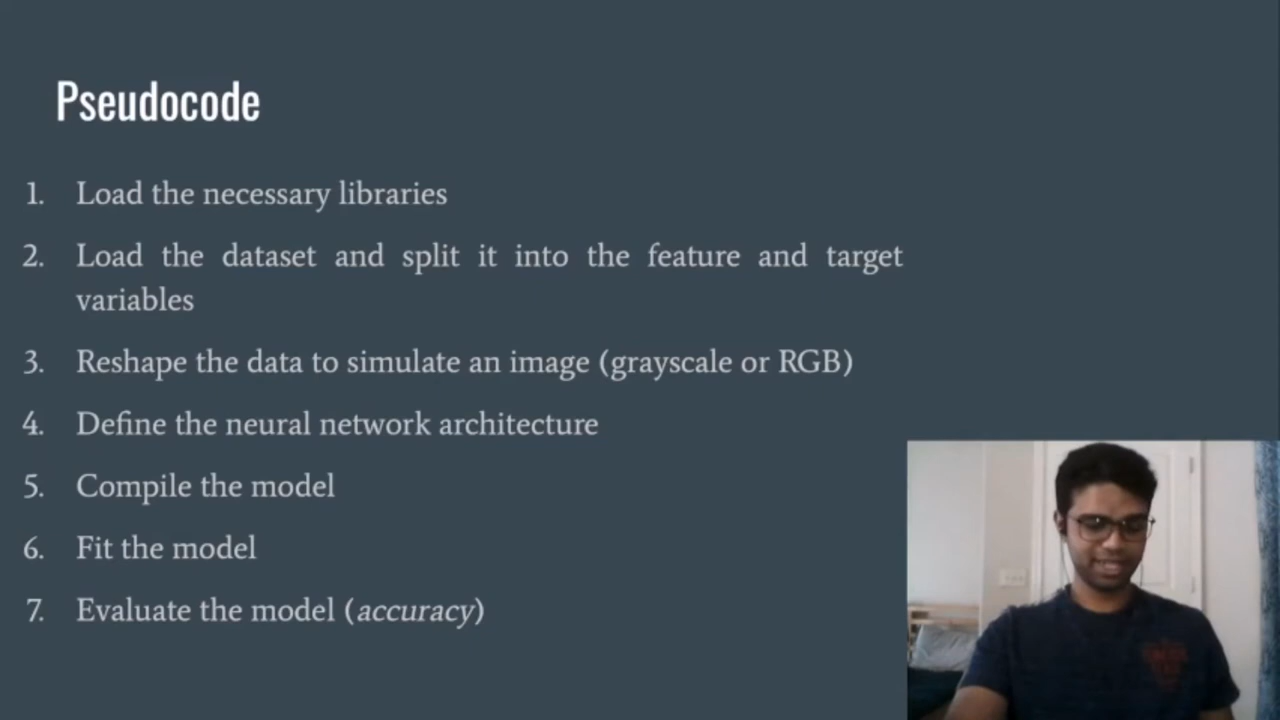 Pseudocode
1. Load the necessary libraries
2. Load the dataset and split it into the feature and target
variables
3. Reshape the data to simulate an image (grayscale or RGB)
4. Define the neural network architecture
5. Compile the model
6. Fit the model
7. Evaluate the model (accuracy)